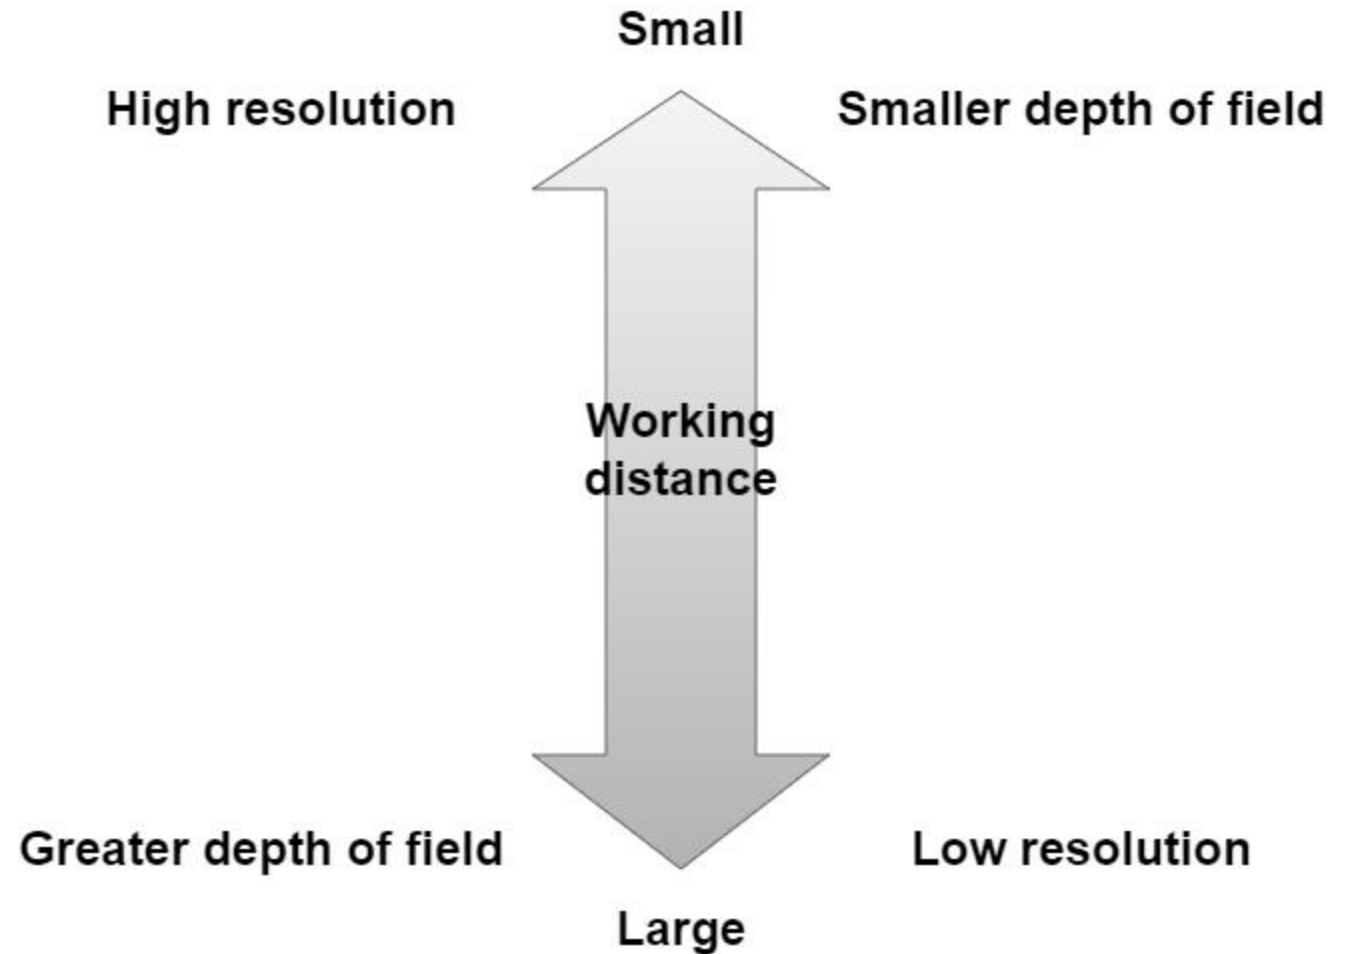 Small
High resolution
Smaller depth of field
Working
distance
Greater depth of field
Low resolution
Large